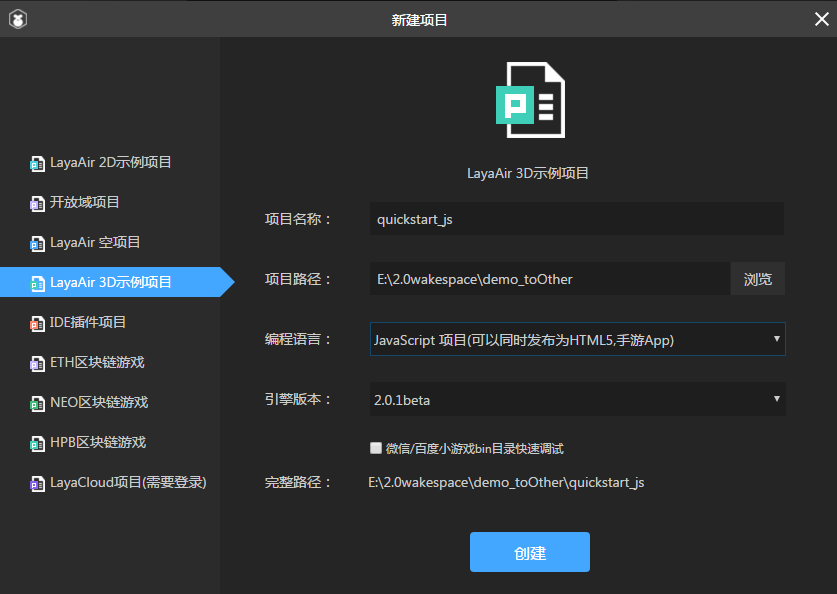 新建项目
LayaAir 2D示例项目
开放域项目
LayaAir 空项目
LayaAir 3D示例项目
IDE插件项目
ETH区块链游戏
NEO区块链游戏
HPB区块链游戏
LayaCloud项目(需要登录)
LayaAir 3D示例项目
项目名称： quickstart_js
项目路径： E:\2.0wakespace\demo_toOther 浏览
编程语言： JavaScript 项目(可以同时发布为HTML5,手游App)
引擎版本： 2.0.1beta
微信/百度小游戏bin目录快速调试
完整路径： E:\2.0wakespace\demo_toOther\quickstart_js
创建